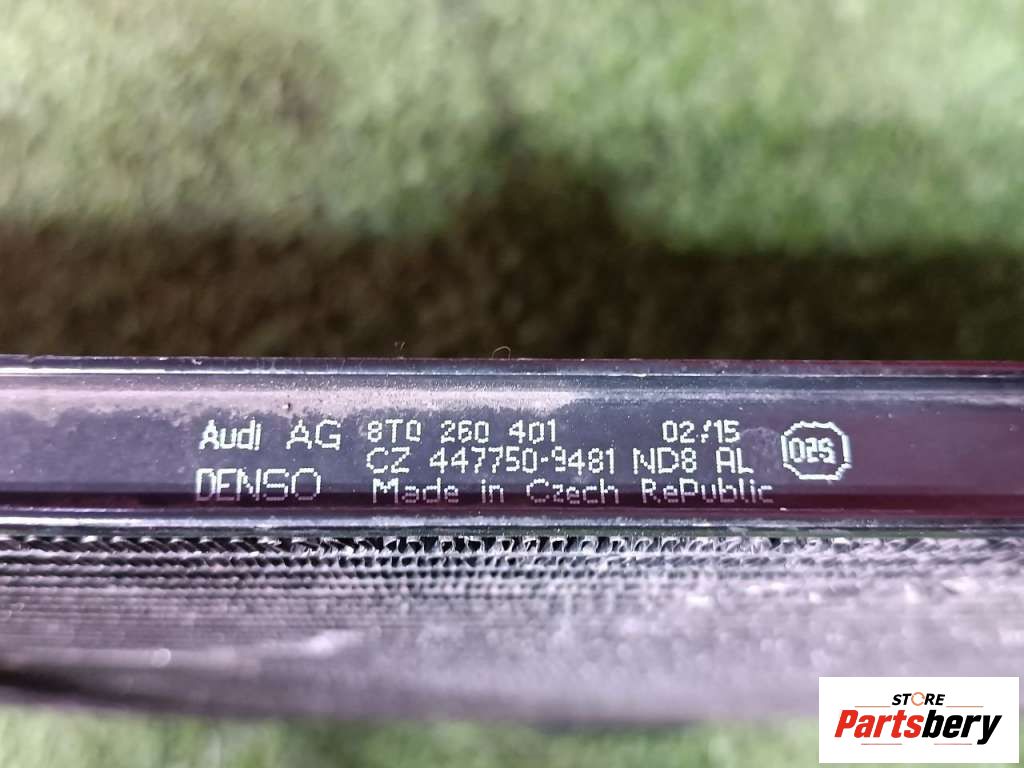 Audi AG 8T0 260 401 02/15
CZ 447750-9481 ND8 AL
DENSO Made in Czech RePublic
025
STORE
Partsbery